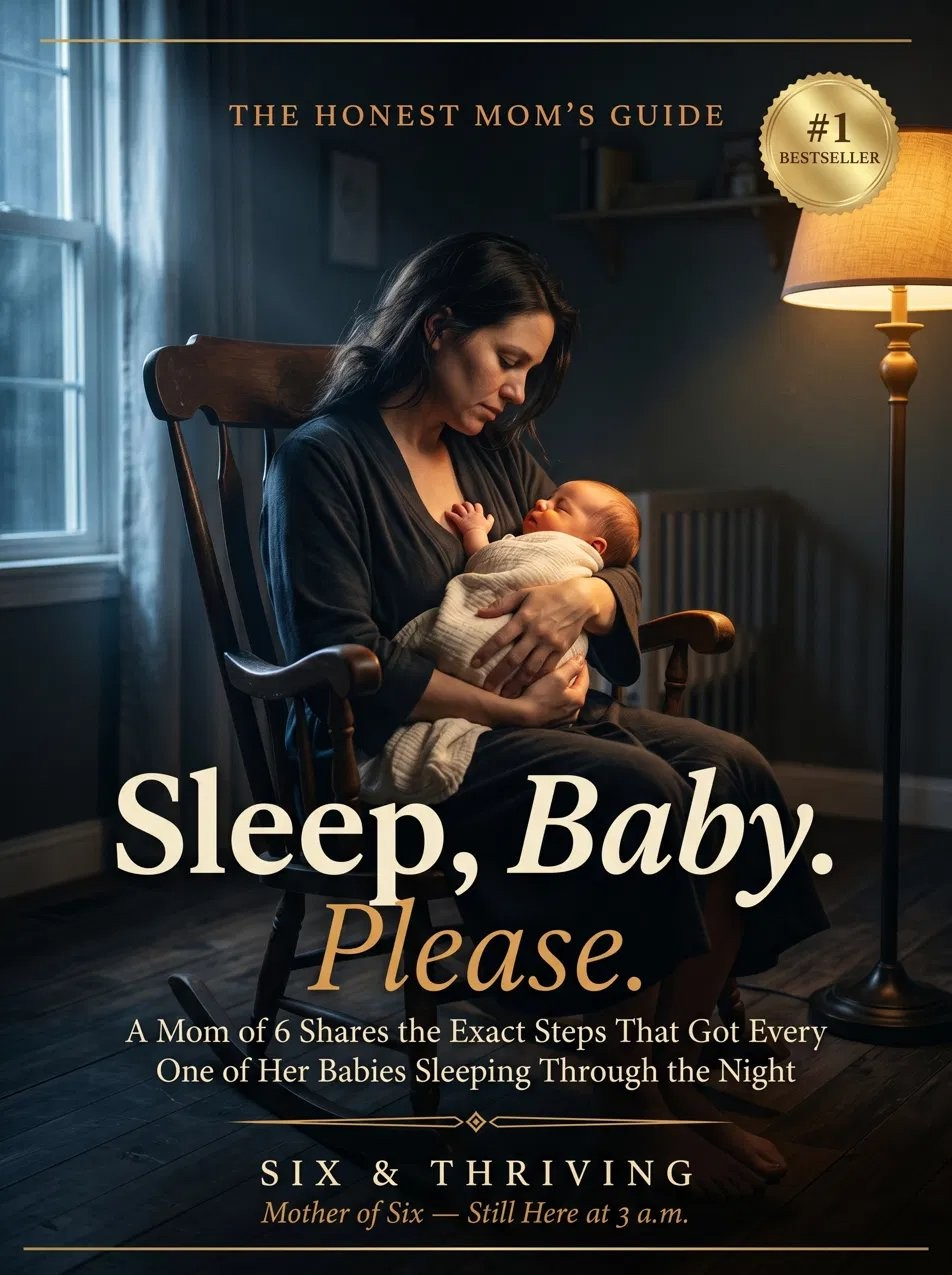 THE HONEST MOM'S GUIDE
#1
BESTSELLER
Sleep, Baby.
Please.
A Mom of 6 Shares the Exact Steps That Got Every
One of Her Babies Sleeping Through the Night
SIX & THRIVING
Mother of Six — Still Here at 3 a.m.